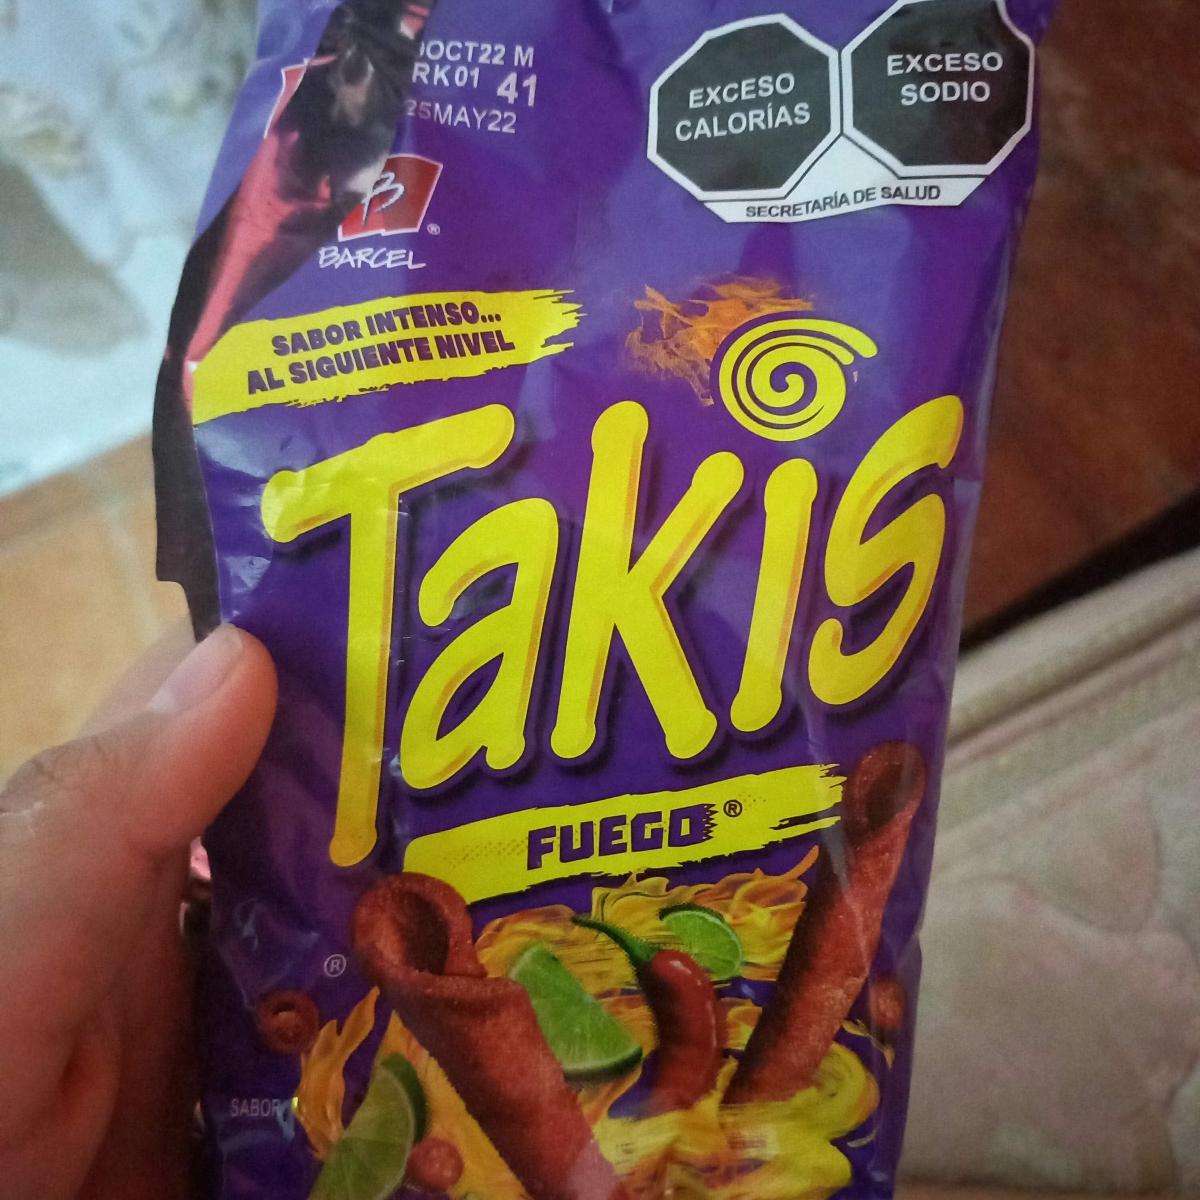 OCT22 M
RK01 41
25MAY22
EXCESO
CALORÍAS
EXCESO
SODIO
SECRETARÍA DE SALUD
B
®
BARCEL
SABOR INTENSO...
AL SIGUIENTE NIVEL
Takis
FUEGO®
®
SABOR